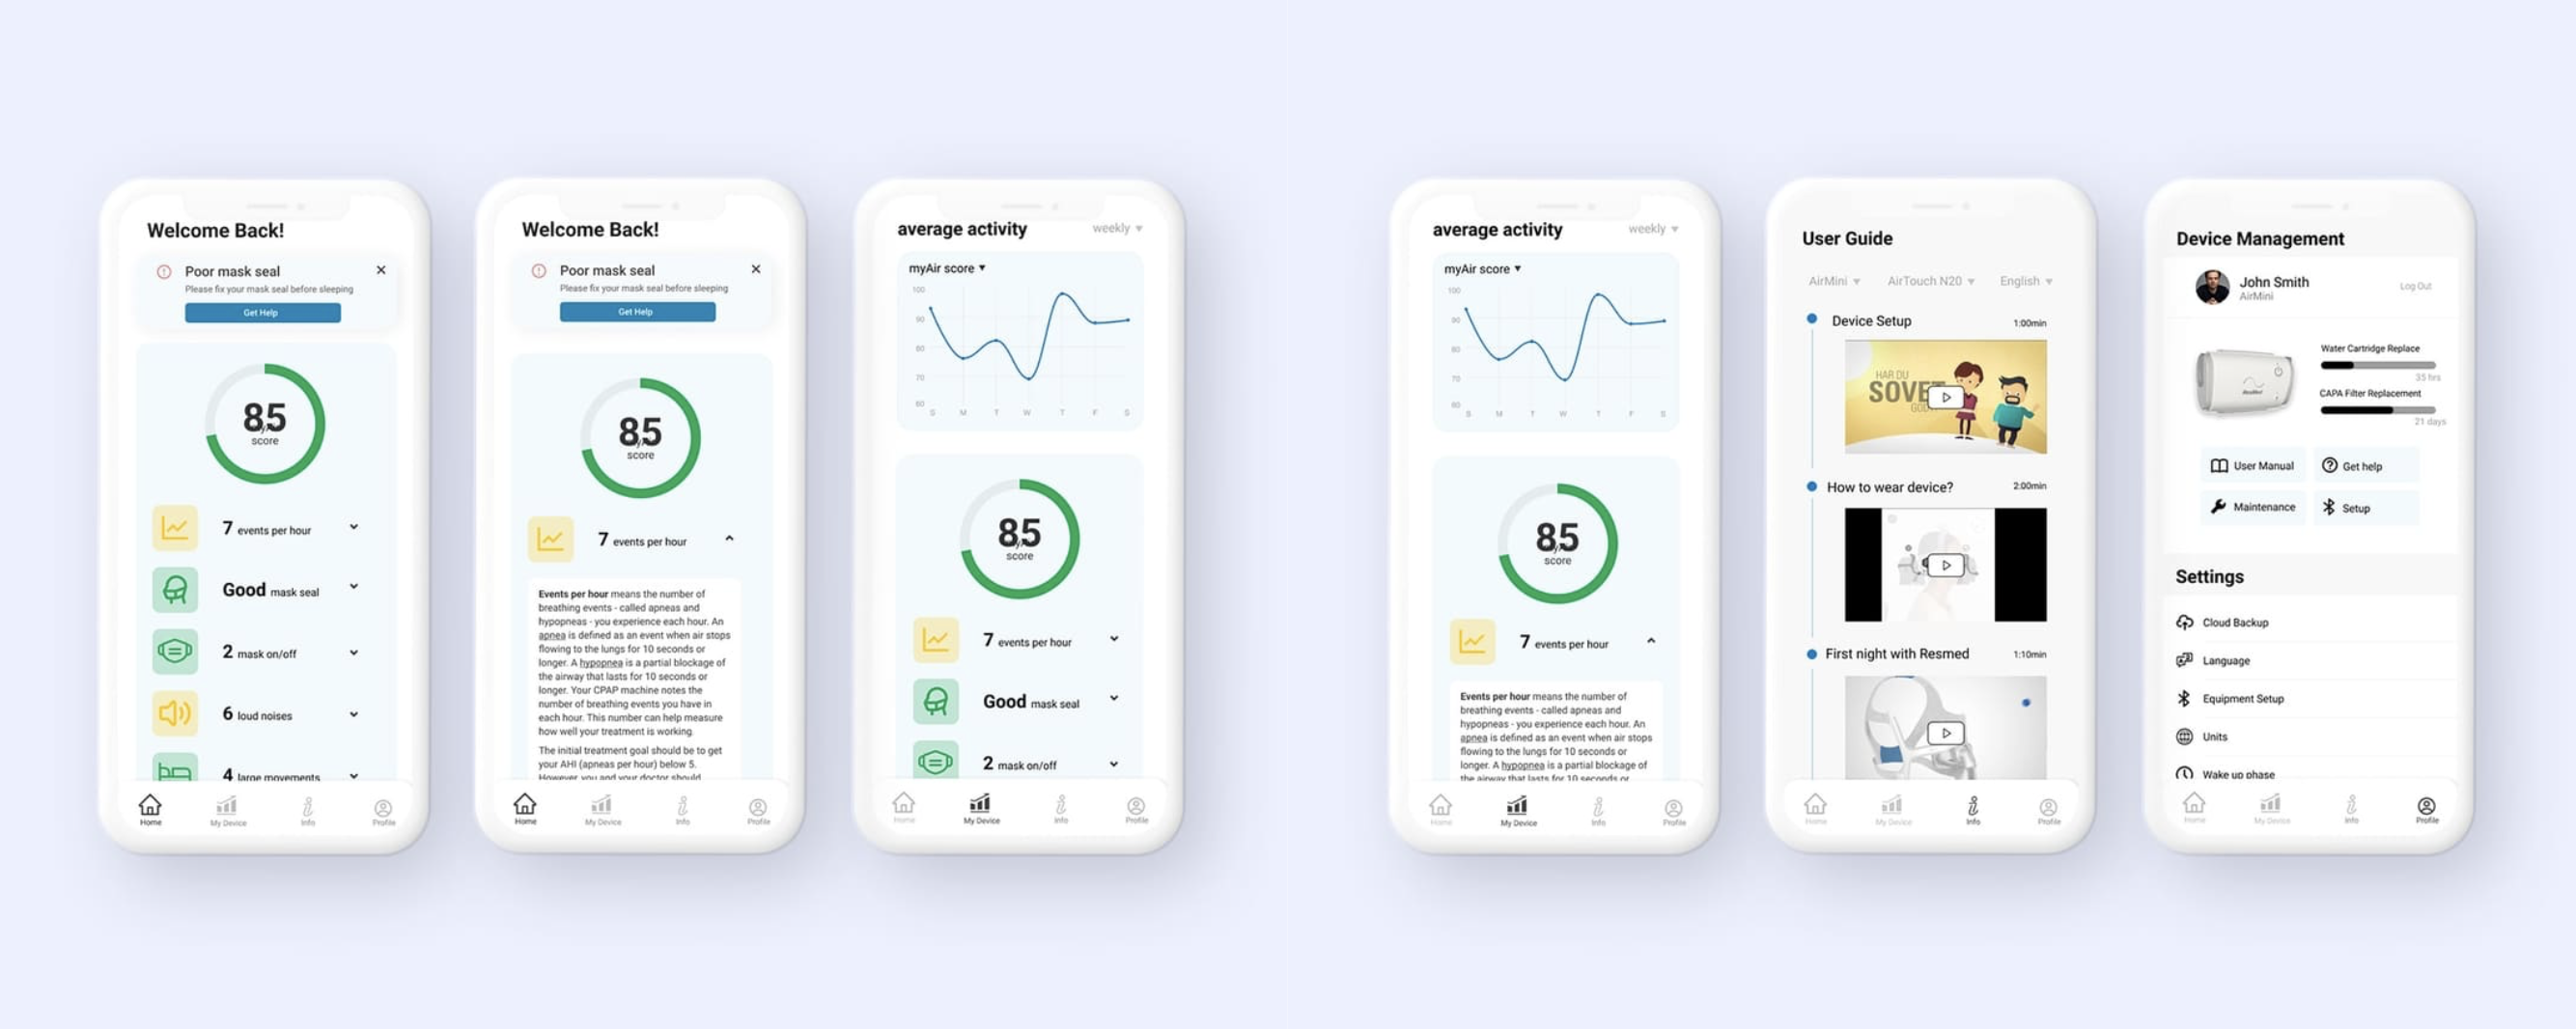 Welcome Back!
Poor mask seal
Please fix your mask seal before sleeping
Get Help
85
score
7 events per hour
Good mask seal
2 mask on/off
6 loud noises
4 large movements
Home
My Device
Info
Profile
Welcome Back!
Poor mask seal
Please fix your mask seal before sleeping
Get Help
85
score
7 events per hour
Events per hour means the number of
breathing events - called apneas and
hypopneas - you experience each hour. An
apnea is defined as an event when air stops
flowing to the lungs for 10 seconds or
longer. A hypopnea is a partial blockage of
the airway that lasts for 10 seconds or
longer. Your CPAP machine notes the
number of breathing events you have in
each hour. This number can help measure
how well your treatment is working.
The initial treatment goal should be to get
your AHI (apneas per hour) below 5.
However you and your doctor should
Home
My Device
Info
Profile
average activity
weekly
myAir score
100
90
80
70
60
S M T W T F S
85
score
7 events per hour
Good mask seal
2 mask on/off
Home
My Device
Info
Profile
average activity
weekly
myAir score
100
90
80
70
60
S M T W T F S
85
score
7 events per hour
Events per hour means the number of
breathing events - called apneas and
hypopneas - you experience each hour. An
apnea is defined as an event when air stops
flowing to the lungs for 10 seconds or
longer. A hypopnea is a partial blockage of
the airway that lasts for 10 seconds or
Home
My Device
Info
Profile
User Guide
AirMini
AirTouch N20
English
Device Setup
1:00min
HAR DU
SOVET
How to wear device?
2:00min
First night with Resmed
1:10min
Home
My Device
Info
Profile
Device Management
John Smith
AirMini
Log Out
Water Cartridge Replace
35 hrs
CAPA Filter Replacement
21 days
ResMed
User Manual
Get help
Maintenance
Setup
Settings
Cloud Backup
Language
Equipment Setup
Units
Wake up phase
Home
My Device
Info
Profile